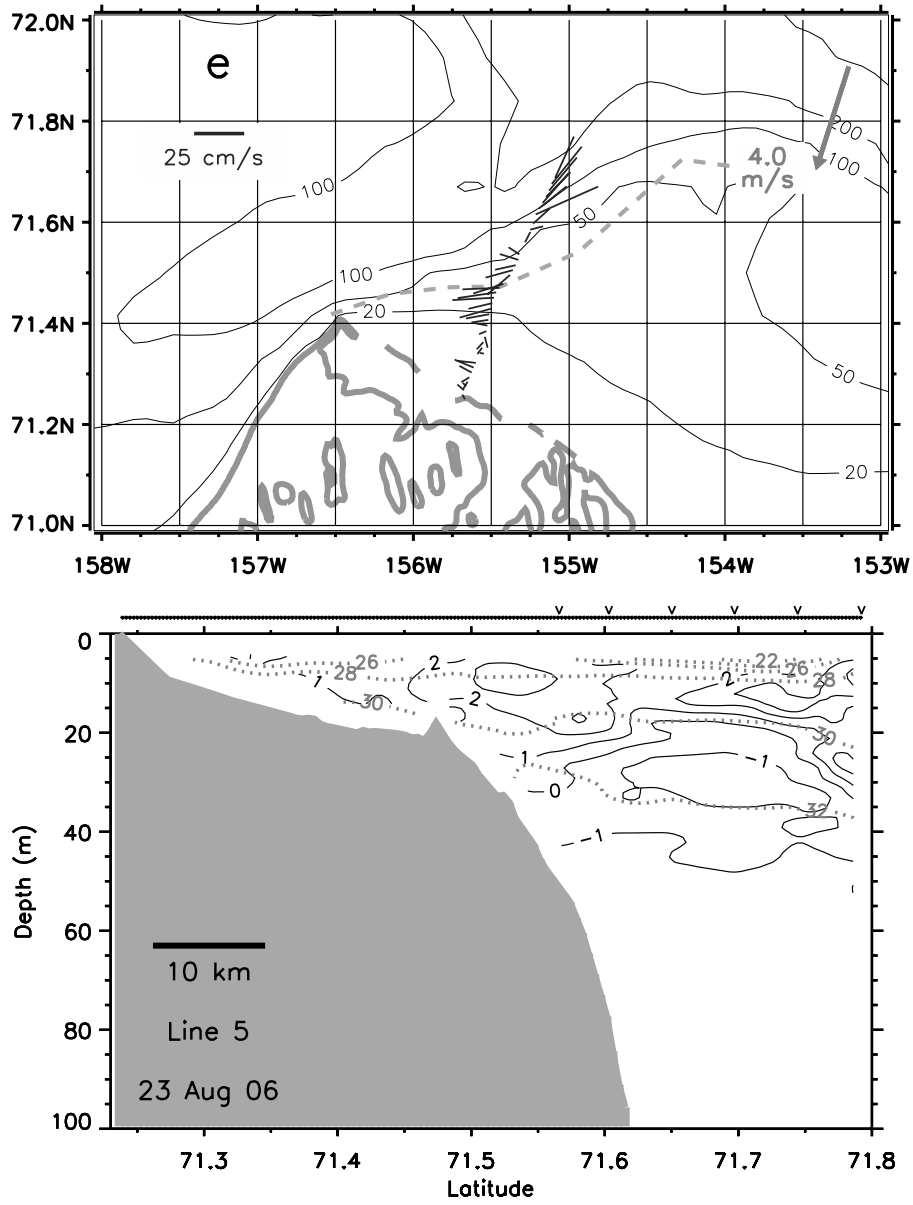 72.0N
e
25 cm/s
200
71.8N
4.0
m/s
100
100
71.6N
50
100
20
71.4N
50
71.2N
20
71.0N
158W 157W 156W 155W 154W 153W
v v v v v v
0
26 2 22 26
1 28 2 28
30 2
20 30
1 -1
0
32
40 -1
60
10 km
80 Line 5
23 Aug 06
100
71.3 71.4 71.5 71.6 71.7 71.8
Latitude
Depth (m)